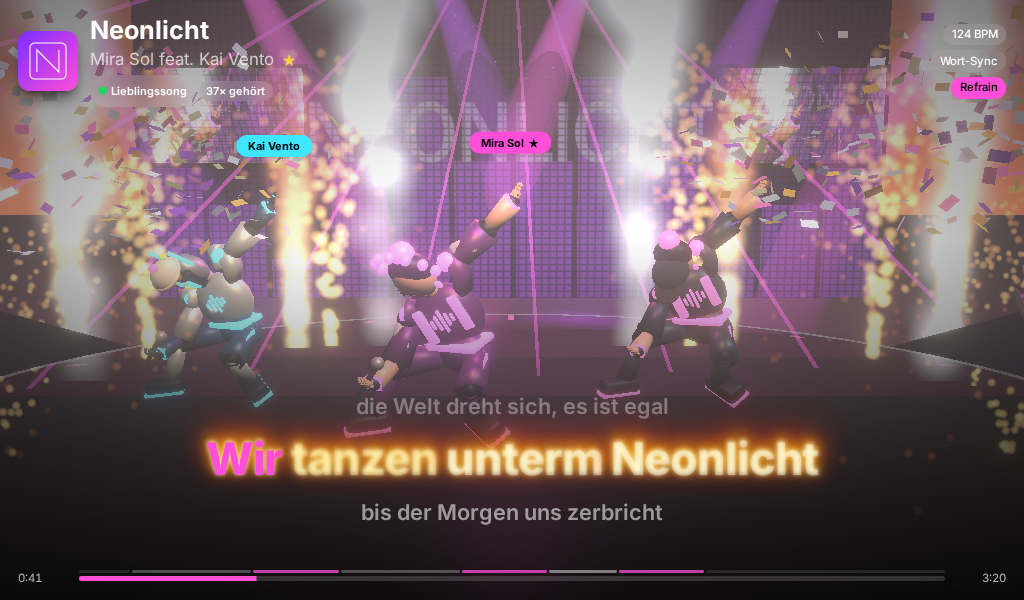 Neonlicht
Mira Sol feat. Kai Vento ★
Lieblingssong
37× gehört
124 BPM
Wort-Sync
Refrain
Kai Vento
Mira Sol ★
die Welt dreht sich, es ist egal
Wir tanzen unterm Neonlicht
bis der Morgen uns zerbricht
0:41
3:20